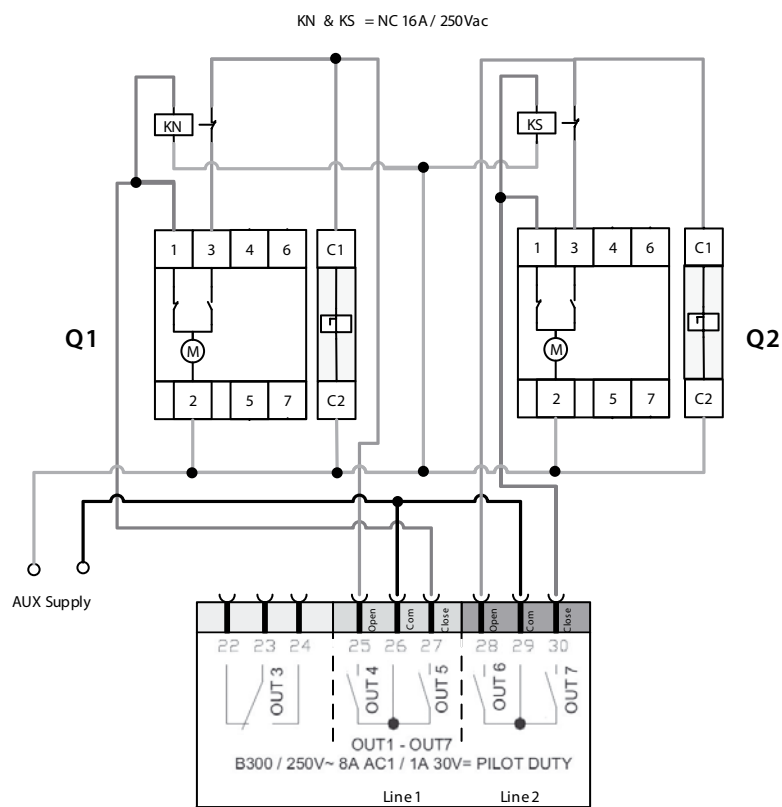 KN & KS = NC 16A / 250Vac
KN
KS
1 3 4 6 C1
1 3 4 6 C1
Q1
M
M
Q2
2 5 7 C2
2 5 7 C2
AUX Supply
Open Com Close Open Com Close
22 23 24 25 26 27 28 29 30
OUT 3 OUT 4 OUT 5 OUT 6 OUT 7
OUT1 - OUT7
B300 / 250V~ 8A AC1 / 1A 30V= PILOT DUTY
Line 1 Line 2